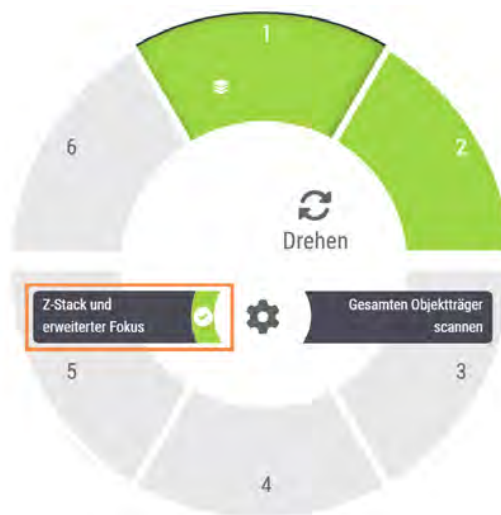 1
2
6
Drehen
Z-Stack und
erweiterter Fokus
Gesamten Objektträger
scannen
5
3
4